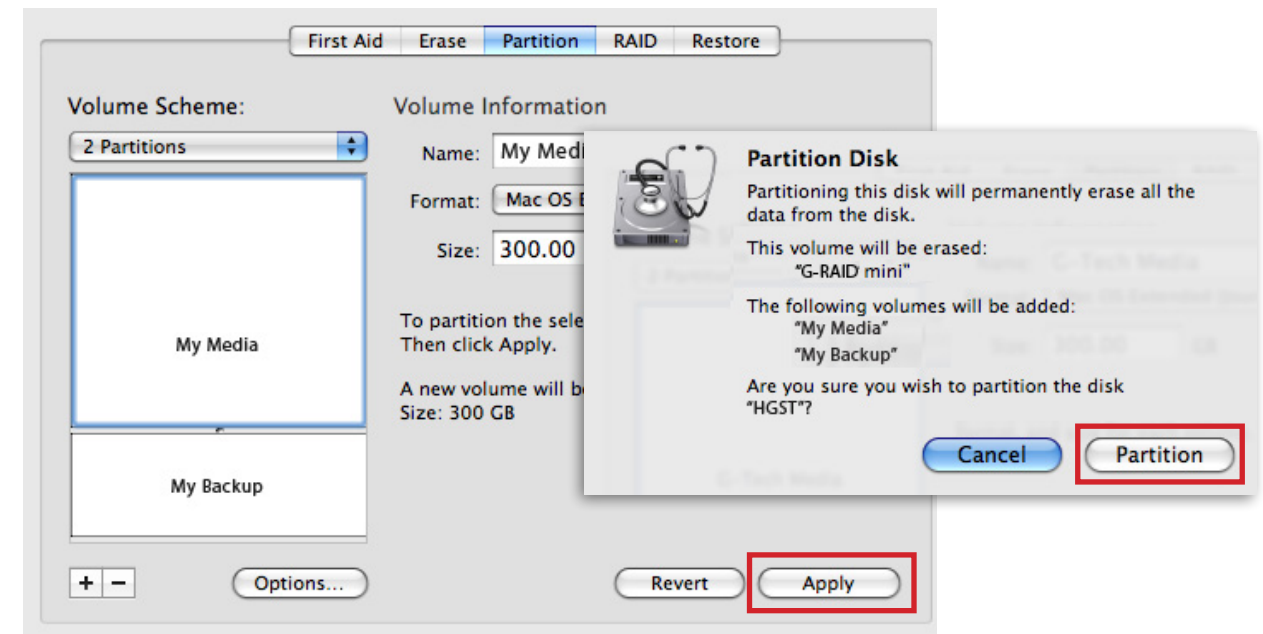 First Aid Erase Partition RAID Restore
Volume Scheme:
2 Partitions
My Media
My Backup
+ − Options...
Volume Information
Name: My Medi
Format: Mac OS E
Size: 300.00
To partition the sele
Then click Apply.
A new volume will b
Size: 300 GB
Revert Apply
Partition Disk
Partitioning this disk will permanently erase all the
data from the disk.
This volume will be erased:
"G-RAID mini"
The following volumes will be added:
"My Media"
"My Backup"
Are you sure you wish to partition the disk
"HGST"?
Cancel Partition